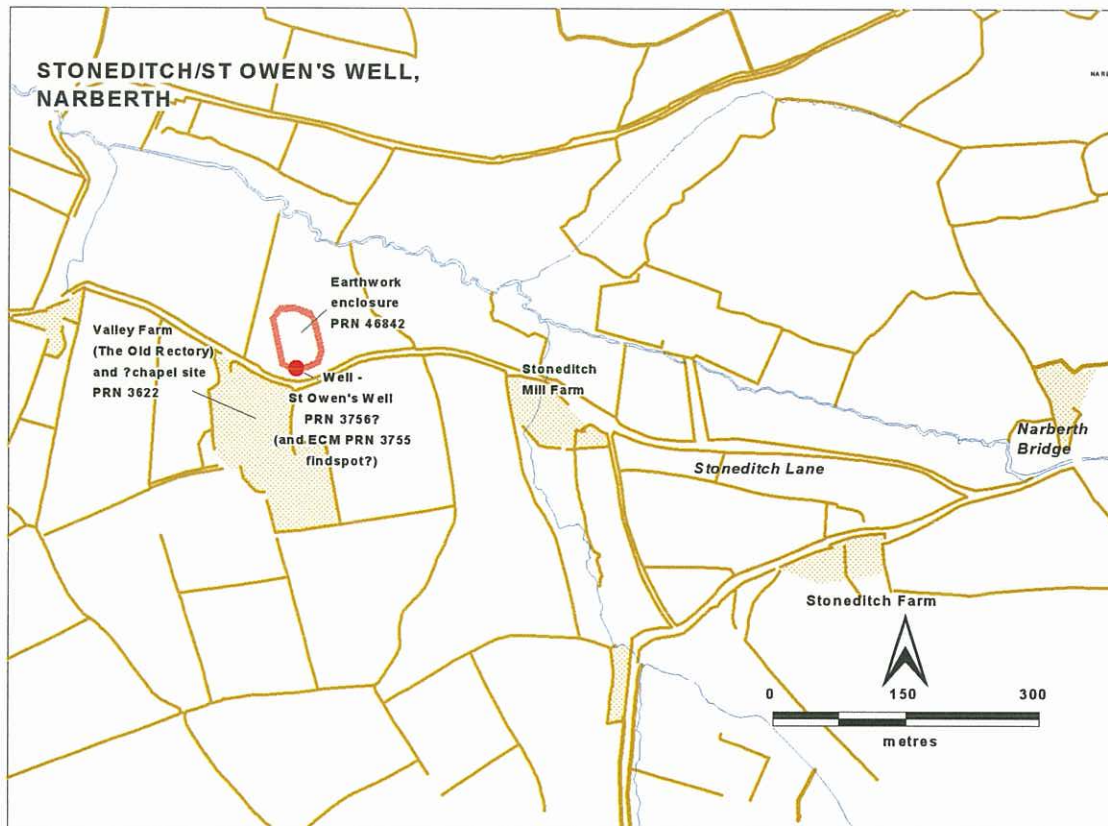 STONEDITCH/ST OWEN'S WELL,
NARBERTH
Earthwork
enclosure
PRN 46842
Valley Farm
(The Old Rectory)
and ?chapel site
PRN 3622
Well -
St Owen's Well
PRN 3756?
(and ECM PRN 3755
findspot?)
Stoneditch
Mill Farm
Stoneditch Lane
Narberth
Bridge
Stoneditch Farm
0 150 300
metres